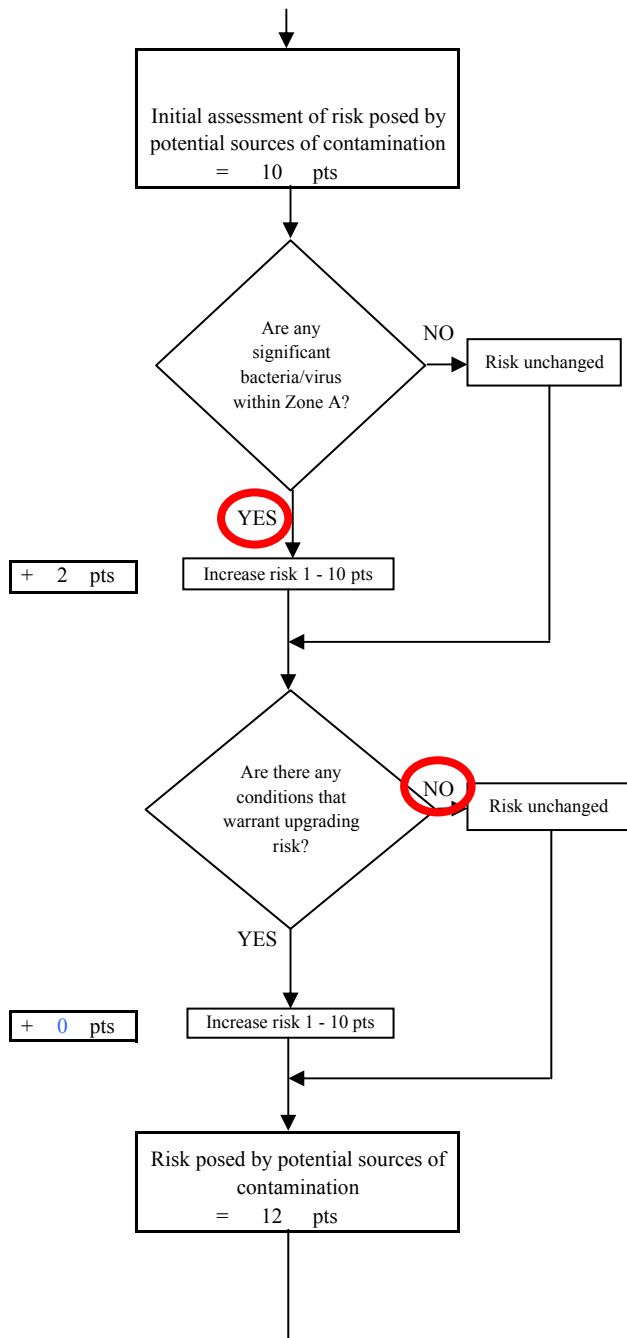 Initial assessment of risk posed by
potential sources of contamination
= 10 pts
Are any
significant
bacteria/virus
within Zone A?
NO
Risk unchanged
YES
+ 2 pts
Increase risk 1 - 10 pts
Are there any
conditions that
warrant upgrading
risk?
NO
Risk unchanged
YES
+ 0 pts
Increase risk 1 - 10 pts
Risk posed by potential sources of
contamination
= 12 pts